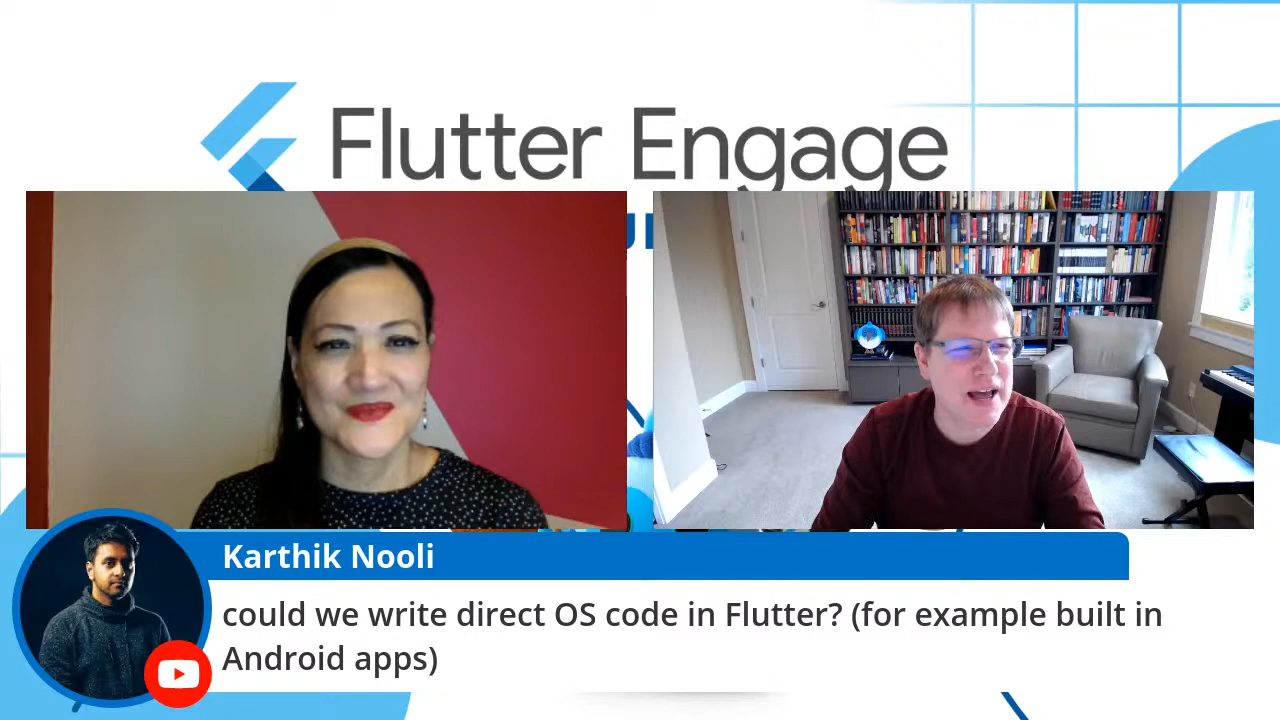 Flutter Engage
Karthik Nooli
could we write direct OS code in Flutter? (for example built in
Android apps)